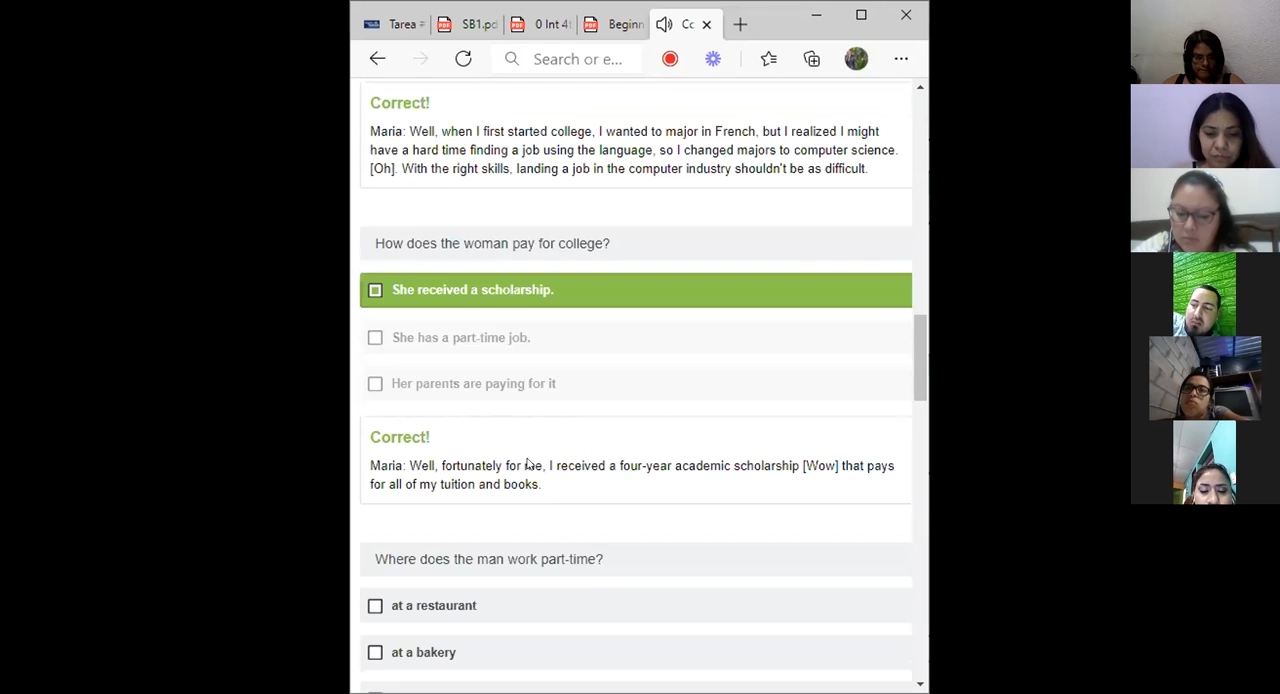 Tarea
SB1.pd
0 Int 4
Beginn
Co
Search or e...
Correct!
Maria: Well, when I first started college, I wanted to major in French, but I realized I might
have a hard time finding a job using the language, so I changed majors to computer science.
[Oh]. With the right skills, landing a job in the computer industry shouldn't be as difficult.
How does the woman pay for college?
She received a scholarship.
She has a part-time job.
Her parents are paying for it
Correct!
Maria: Well, fortunately for me, I received a four-year academic scholarship [Wow] that pays
for all of my tuition and books.
Where does the man work part-time?
at a restaurant
at a bakery